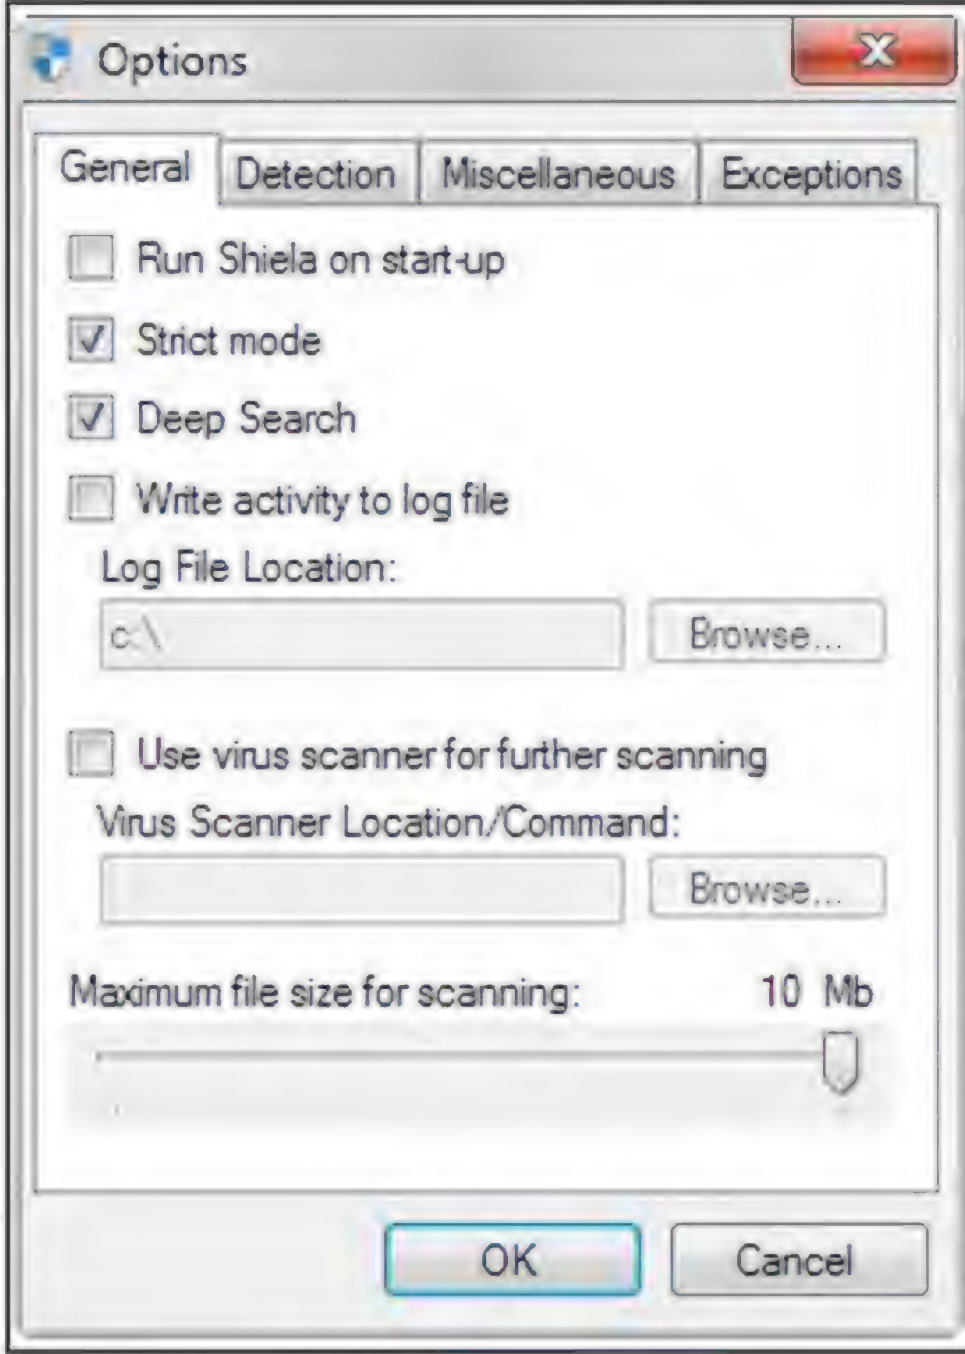 Options
General Detection Miscellaneous Exceptions
Run Shiela on start-up
Strict mode
Deep Search
Write activity to log file
Log File Location:
c:\ Browse...
Use virus scanner for further scanning
Virus Scanner Location/Command:
Browse...
Maximum file size for scanning: 10 Mb
OK Cancel